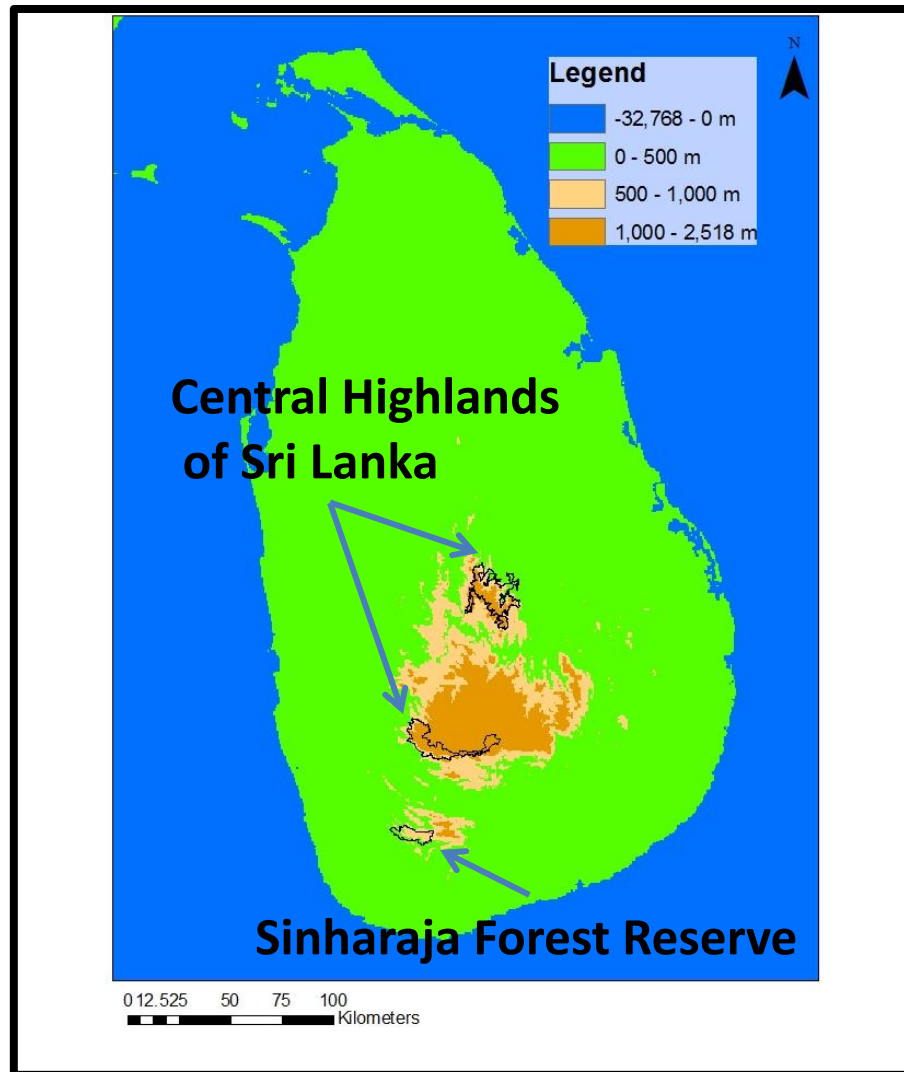 N
Legend
-32,768 - 0 m
0 - 500 m
500 - 1,000 m
1,000 - 2,518 m
Central Highlands
of Sri Lanka
Sinharaja Forest Reserve
0 12.525 50 75 100
Kilometers